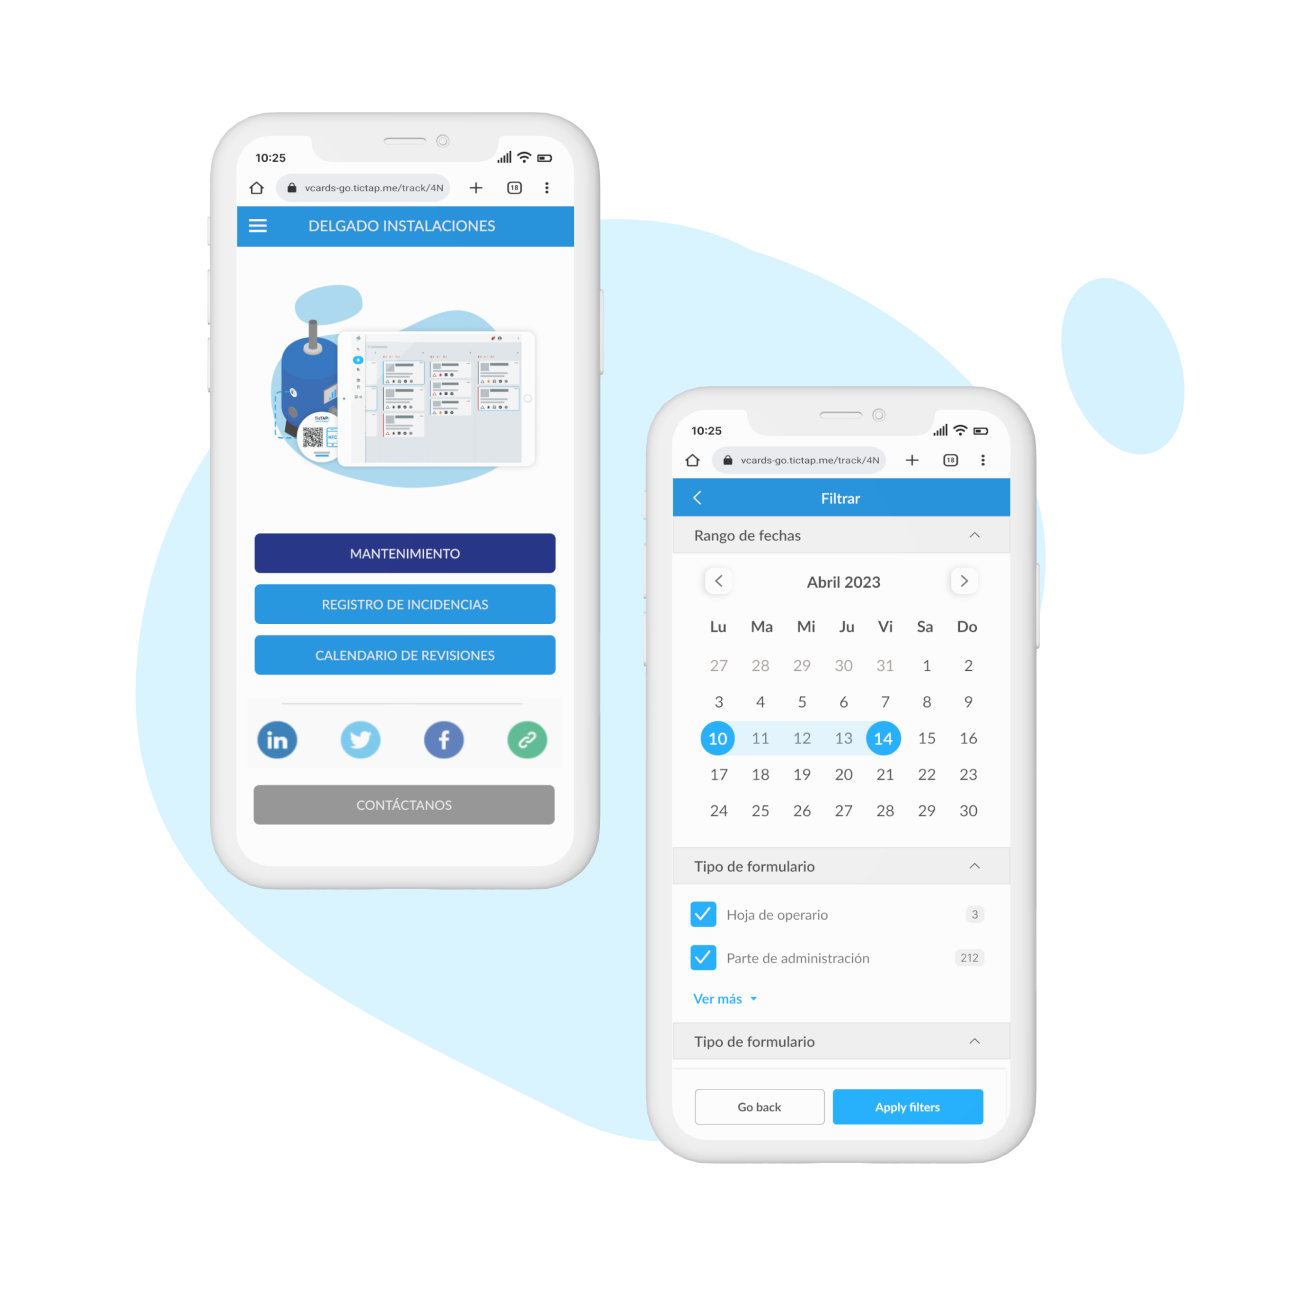 10:25
vcards-go.tictap.me/track/4N
18
DELGADO INSTALACIONES
TICTAP
MANTENIMIENTO
REGISTRO DE INCIDENCIAS
CALENDARIO DE REVISIONES
in
f
CONTÁCTANOS
10:25
vcards-go.tictap.me/track/4N
18
Filtrar
Rango de fechas
Abril 2023
Lu Ma Mi Ju Vi Sa Do
27 28 29 30 31 1 2
3 4 5 6 7 8 9
10 11 12 13 14 15 16
17 18 19 20 21 22 23
24 25 26 27 28 29 30
Tipo de formulario
Hoja de operario 3
Parte de administración 212
Ver más
Tipo de formulario
Go back Apply filters